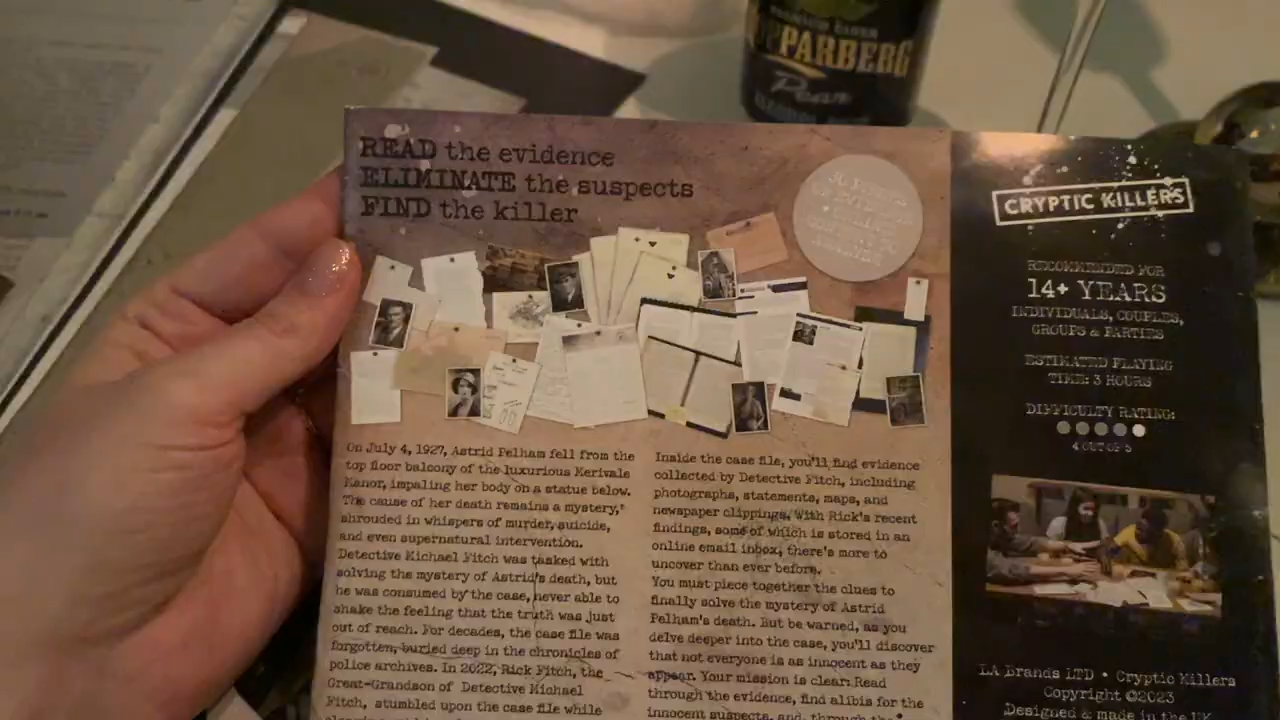 PARBERG
Pear
READ the evidence
ELIMINATE the suspects
FIND the killer
On July 4, 1927, Astrid Pelham fell from the
top floor balcony of the luxurious Merivale
Manor, impaling her body on a statue below.
The cause of her death remains a mystery,
shrouded in whispers of murder, suicide,
and even supernatural intervention.
Detective Michael Fitch was tasked with
solving the mystery of Astrid's death, but
he was consumed by the case, never able to
shake the feeling that the truth was just
out of reach. For decades, the case file was
forgotten, buried deep in the chronicles of
police archives. In 2022, Rick Fitch, the
Great-Grandson of Detective Michael
Fitch, stumbled upon the case file while
Inside the case file, you'll find evidence
collected by Detective Fitch, including
photographs, statements, maps, and
newspaper clippings. With Rick's recent
findings, some of which is stored in an
online email inbox, there's more to
uncover than ever before.
You must piece together the clues to
finally solve the mystery of Astrid
Pelham's death. But be warned, as you
delve deeper into the case, you'll discover
that not everyone is as innocent as they
appear. Your mission is clear: Read
through the evidence, find alibis for the
innocent suspects, and, through the
CRYPTIC KILLERS
RECOMMENDED FOR
14+ YEARS
INDIVIDUALS, COUPLES,
GROUPS & PARTIES
ESTIMATED PLAYING
TIME: 3 HOURS
DIFFICULTY RATING:
4 OUT OF 5
LA Brands LTD • Cryptic Killers
Copyright ©2023
Designed & made in the UK